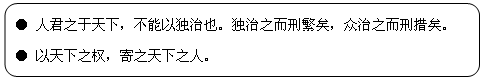 ● 人君之于天下，不能以独治也。独治之而刑繁矣，众治之而刑措矣。
● 以天下之权，寄之天下之人。